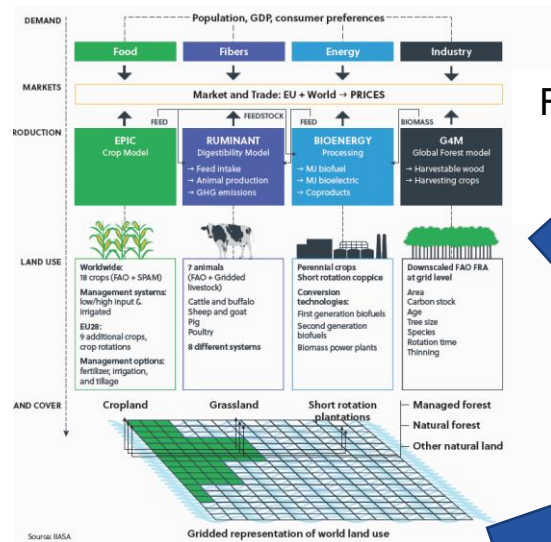 DEMAND
Population, GDP, consumer preferences
Food
Fibers
Energy
Industry
MARKETS
Market and Trade: EU + World → PRICES
FEED
FEEDSTOCK
FEED
BIOMASS
RODUCTION
EPIC
Crop Model
RUMINANT
Digestibility Model
→ Feed intake
→ Animal production
→ GHG emissions
BIOENERGY
Processing
→ MJ biofuel
→ MJ bioelectric
→ Coproducts
G4M
Global Forest model
→ Harvestable wood
→ Harvesting crops
F
LAND USE
Worldwide:
18 crops (FAO + SPAM)
Management systems:
low/high input &
irrigated
EU28:
9 additional crops,
crop rotations
Management options:
fertilizer, irrigation,
and tillage
7 animals
(FAO + Gridded
livestock)
Cattle and buffalo
Sheep and goat
Pig
Poultry
8 different systems
Perennial crops
Short rotation coppice
Conversion
technologies:
First generation biofuels
Second generation
biofuels
Biomass power plants
Downscaled FAO FRA
at grid level
Area
Carbon stock
Age
Tree size
Species
Rotation time
Thinning
AND COVER
Cropland
Grassland
Short rotation
plantations
Managed forest
Natural forest
Other natural land
Source: IIASA
Gridded representation of world land use